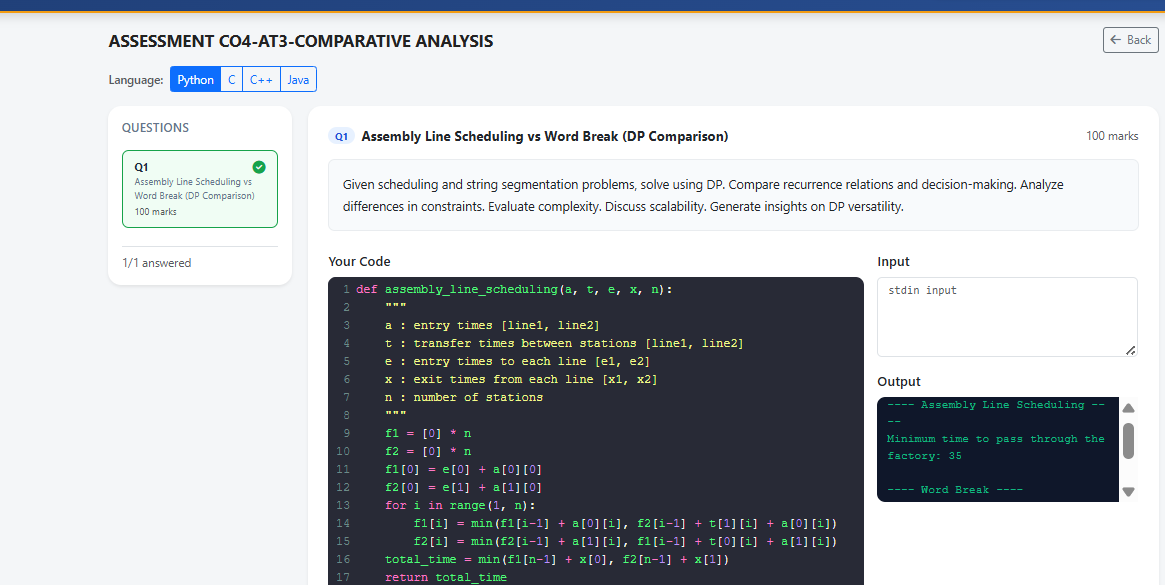 ASSESSMENT CO4-AT3-COMPARATIVE ANALYSIS
← Back
Language: Python C C++ Java
QUESTIONS
Q1
Assembly Line Scheduling vs
Word Break (DP Comparison)
100 marks
1/1 answered
Q1 Assembly Line Scheduling vs Word Break (DP Comparison)
100 marks
Given scheduling and string segmentation problems, solve using DP. Compare recurrence relations and decision-making. Analyze
differences in constraints. Evaluate complexity. Discuss scalability. Generate insights on DP versatility.
Your Code
1 def assembly_line_scheduling(a, t, e, x, n):
2     """
3     a : entry times [line1, line2]
4     t : transfer times between stations [line1, line2]
5     e : entry times to each line [e1, e2]
6     x : exit times from each line [x1, x2]
7     n : number of stations
8     """
9     f1 = [0] * n
10     f2 = [0] * n
11     f1[0] = e[0] + a[0][0]
12     f2[0] = e[1] + a[1][0]
13     for i in range(1, n):
14         f1[i] = min(f1[i-1] + a[0][i], f2[i-1] + t[1][i] + a[0][i])
15         f2[i] = min(f2[i-1] + a[1][i], f1[i-1] + t[0][i] + a[1][i])
16     total_time = min(f1[n-1] + x[0], f2[n-1] + x[1])
17     return total_time
Input
stdin input
Output
---- Assembly Line Scheduling --
--
Minimum time to pass through the
factory: 35
---- Word Break ----